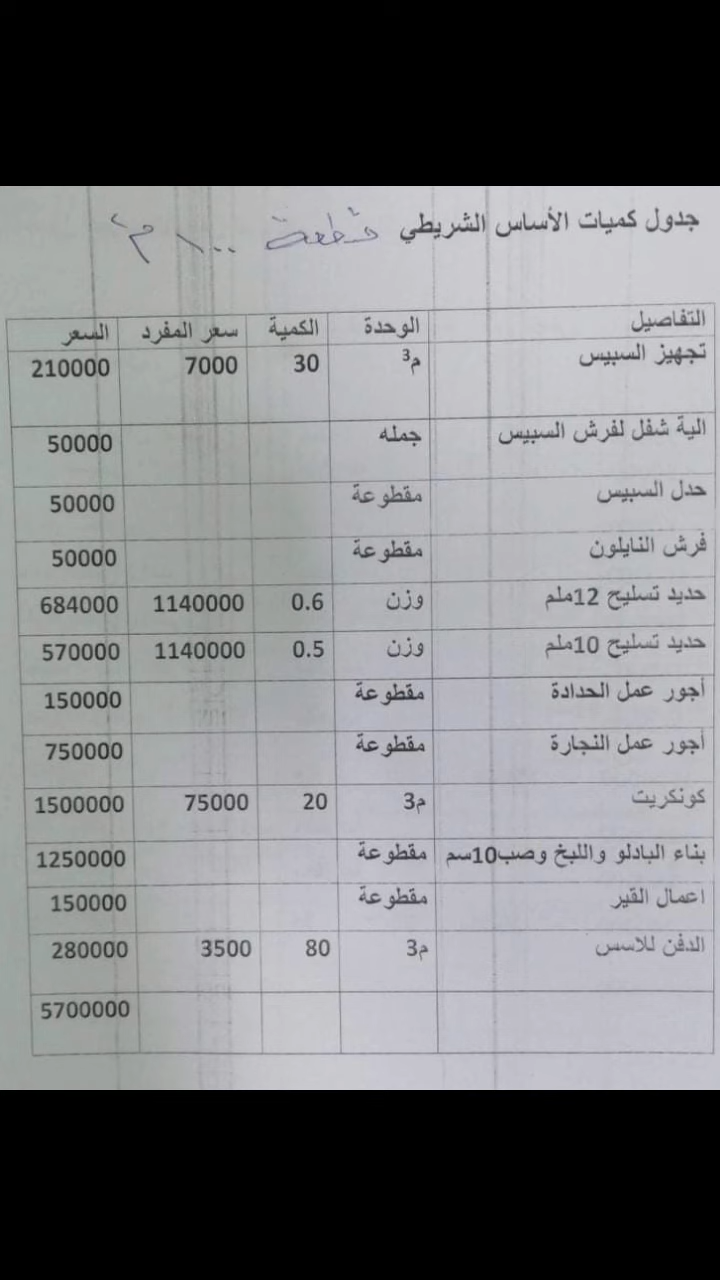 جدول كميات الأساس الشريطي قطعة ١٠٠ م٢
التفاصيل الوحدة الكمية سعر المفرد السعر
تجهيز السبيس م3 30 7000 210000
الية شفل لفرش السبيس جمله 50000
حدل السبيس مقطوعة 50000
فرش النايلون مقطوعة 50000
حديد تسليح 12ملم وزن 0.6 1140000 684000
حديد تسليح 10ملم وزن 0.5 1140000 570000
أجور عمل الحدادة مقطوعة 150000
أجور عمل النجارة مقطوعة 750000
كونكريت م3 20 75000 1500000
بناء البادلو واللبخ وصب10سم مقطوعة 1250000
اعمال القير مقطوعة 150000
الدفن للاسس م3 80 3500 280000
5700000